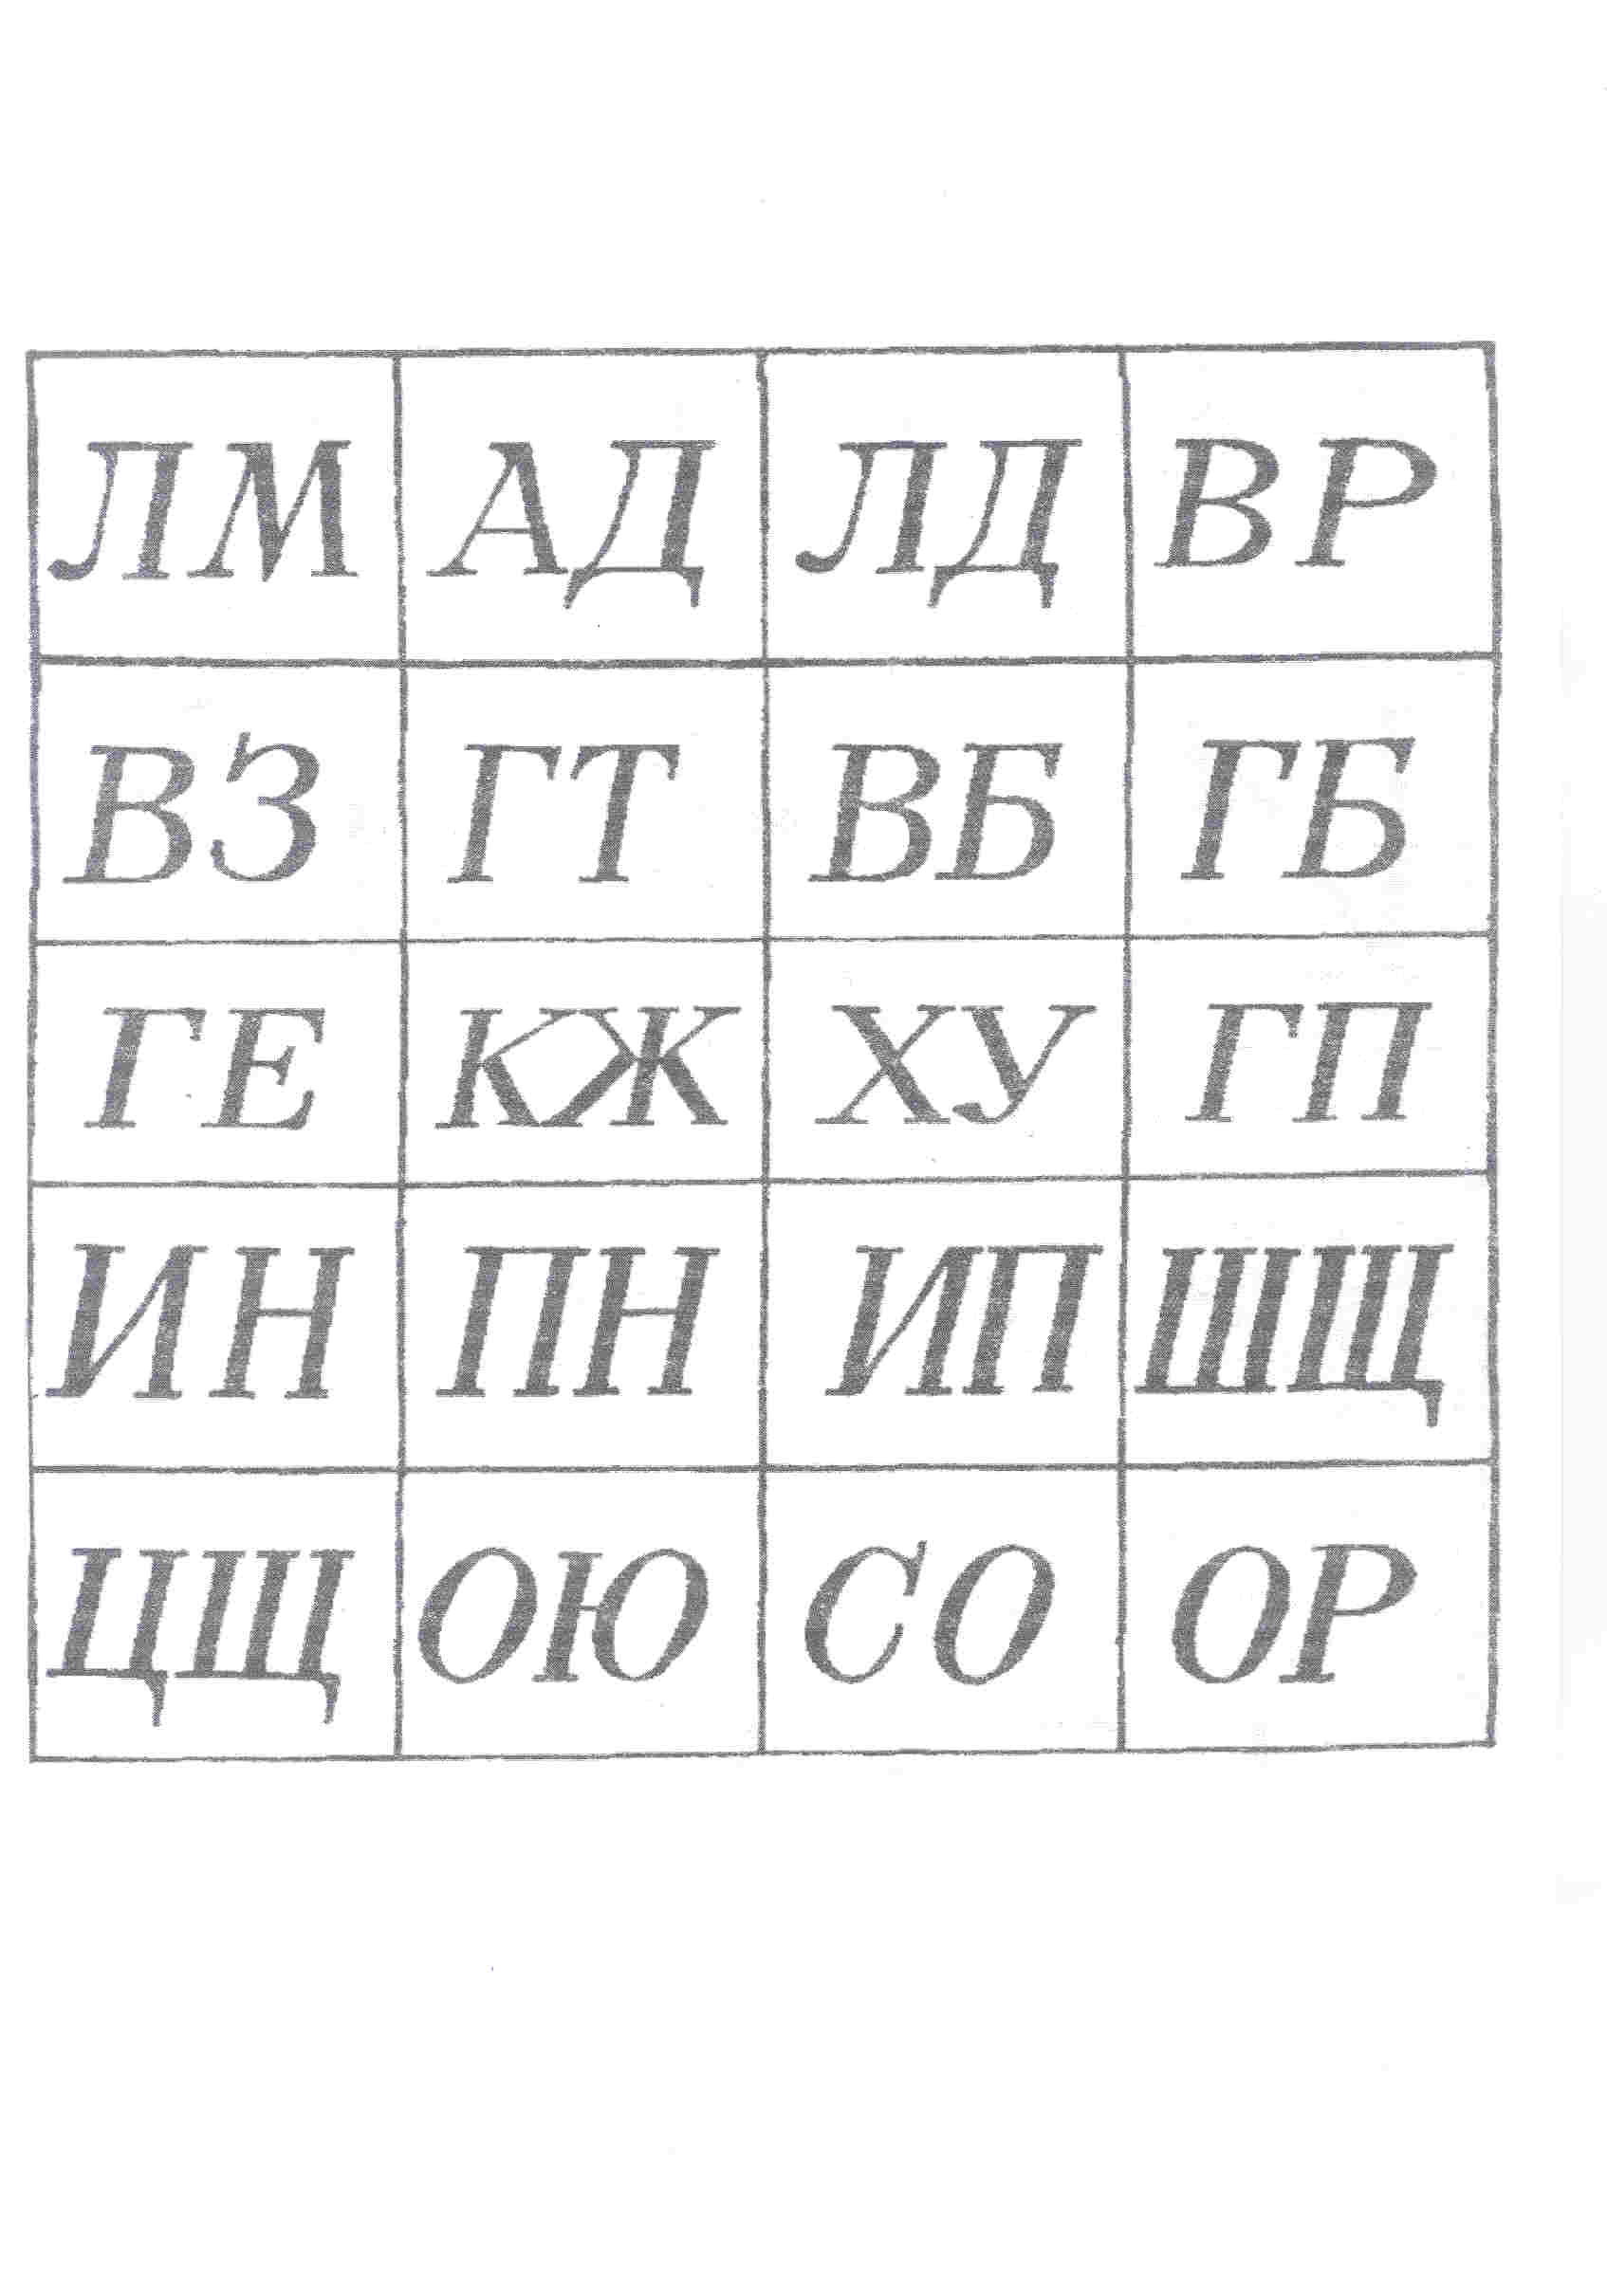 ЛМ АД ЛД ВР
ВЗ ГТ ВБ ГБ
ГЕ КЖ ХУ ГП
ИН ПН ИП ШЩ
ЦЩ ОЮ СО ОР